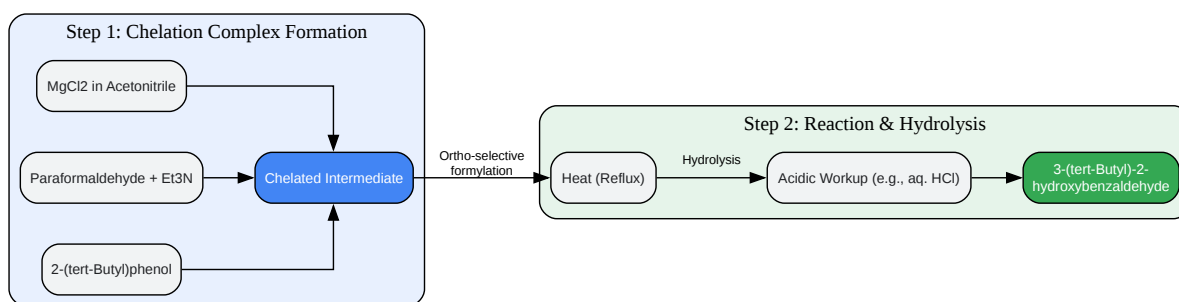 Step 1: Chelation Complex Formation
MgCl2 in Acetonitrile
Paraformaldehyde + Et3N
Chelated Intermediate
2-(tert-Butyl)phenol
Ortho-selective
formylation
Step 2: Reaction & Hydrolysis
Heat (Reflux)
Hydrolysis
Acidic Workup (e.g., aq. HCl)
3-(tert-Butyl)-2-
hydroxybenzaldehyde